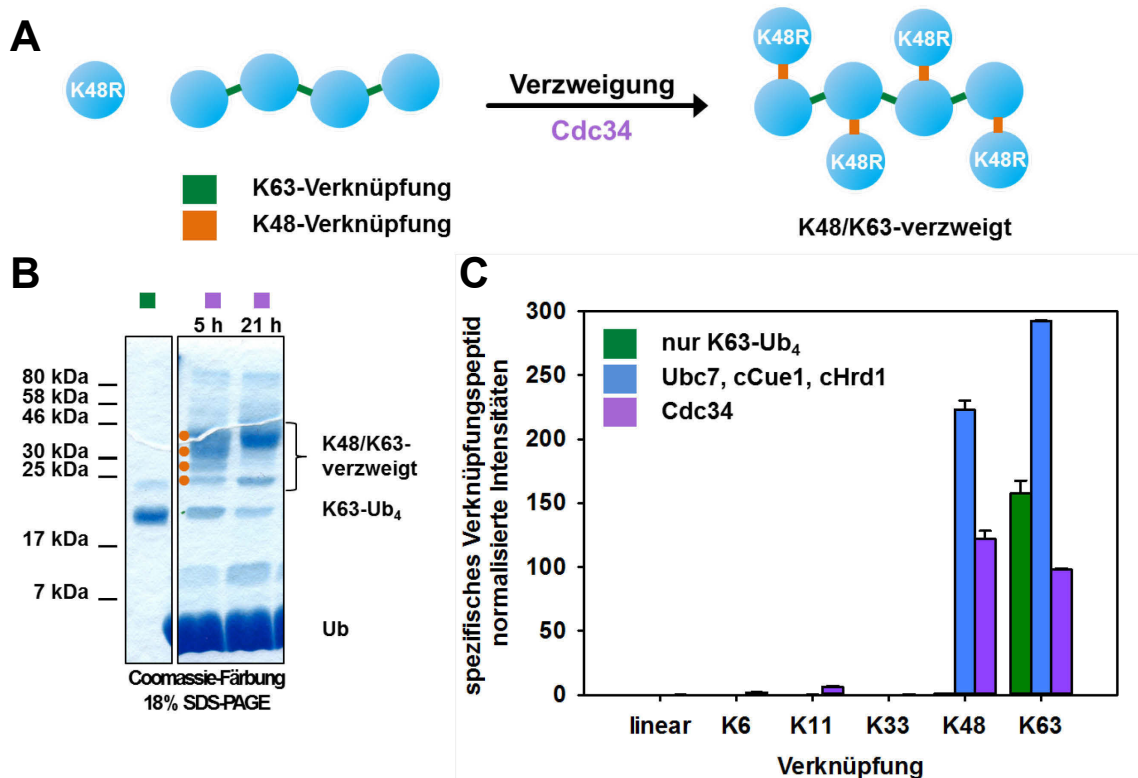 A
K48R
K63-Verknüpfung
K48-Verknüpfung
Verzweigung
Cdc34
K48R
K48R
K48R
K48R
K48/K63-verzweigt
B
5 h
21 h
80 kDa
58 kDa
46 kDa
30 kDa
25 kDa
17 kDa
7 kDa
K48/K63-
verzweigt
K63-Ub₄
Ub
Coomassie-Färbung
18% SDS-PAGE
C
spezifisches Verknüpfungspeptid
normalisierte Intensitäten
300
250
200
150
100
50
0
nur K63-Ub₄
Ubc7, cCue1, cHrd1
Cdc34
linear
K6
K11
K33
K48
K63
Verknüpfung